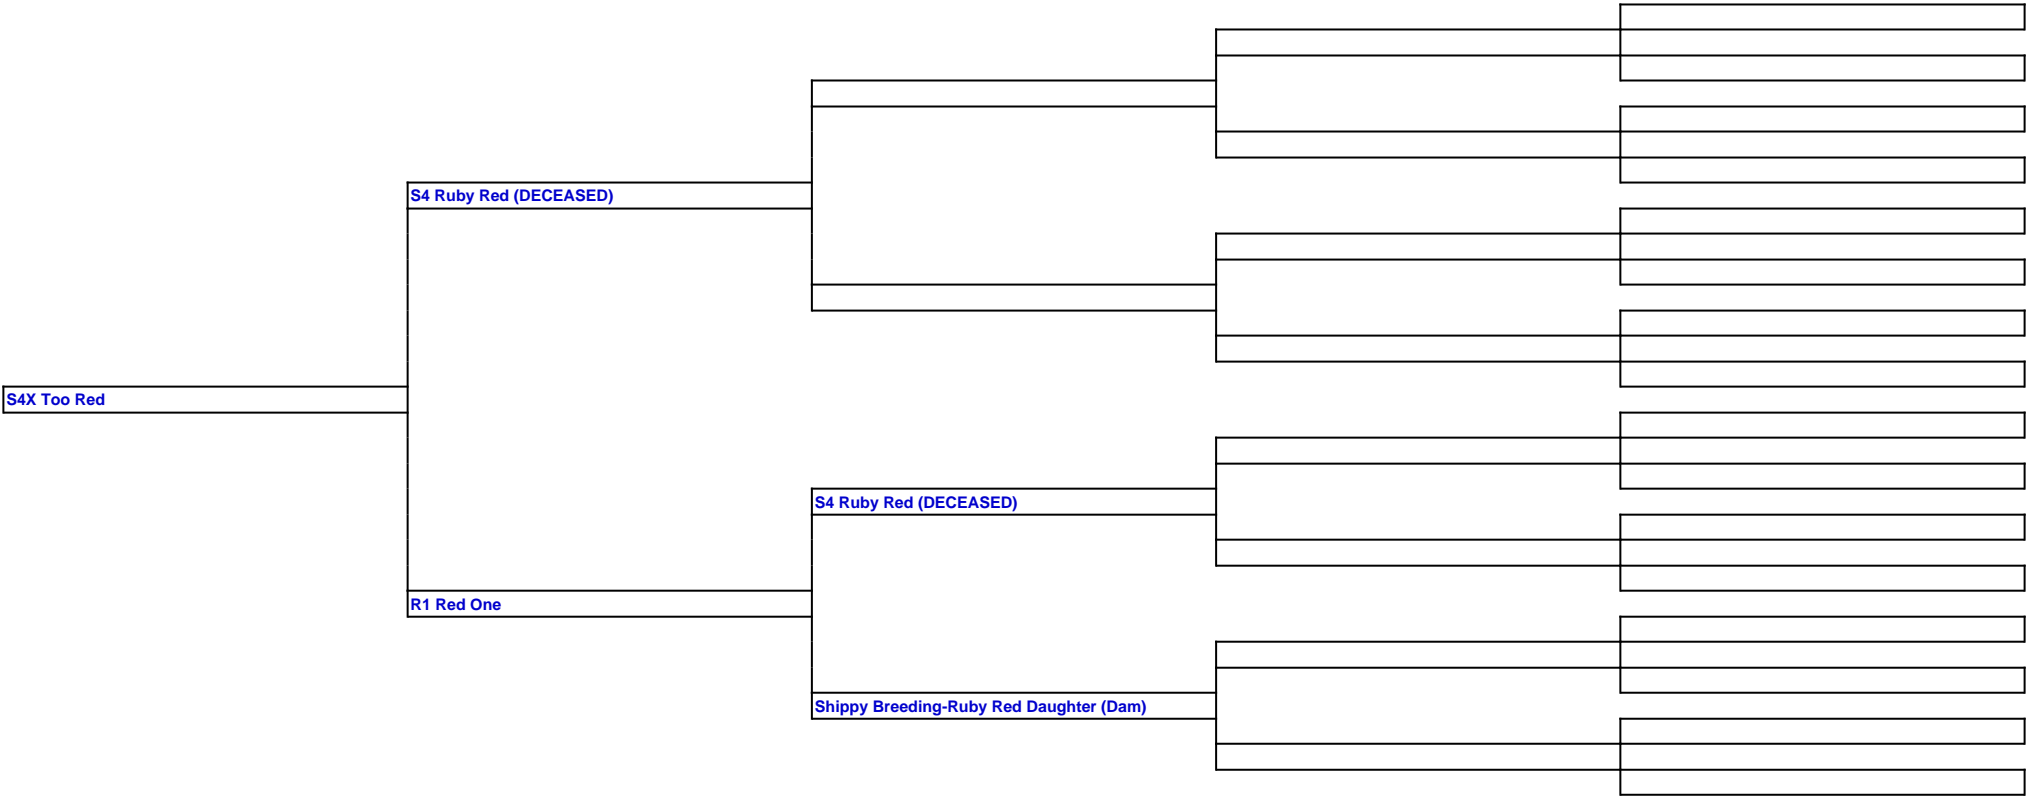 S4 Ruby Red (DECEASED)
S4X Too Red
S4 Ruby Red (DECEASED)
R1 Red One
Shippy Breeding-Ruby Red Daughter (Dam)